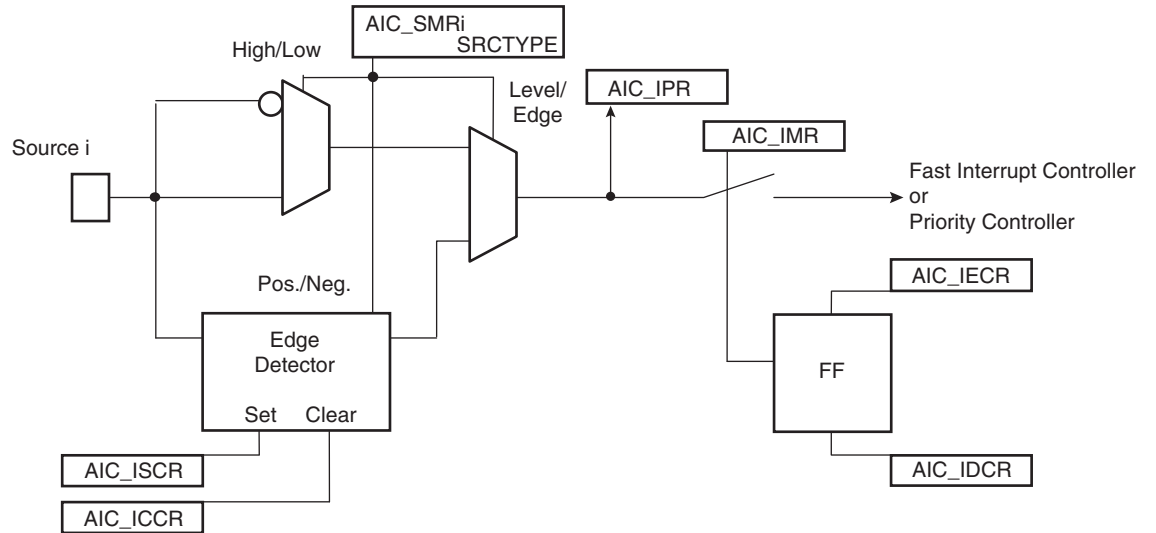 AIC_SMRi
SRCTYPE
High/Low
Level/
Edge
AIC_IPR
AIC_IMR
Source i
Fast Interrupt Controller
or
Priority Controller
Pos./Neg.
AIC_IECR
Edge
Detector
FF
Set Clear
AIC_ISCR
AIC_IDCR
AIC_ICCR